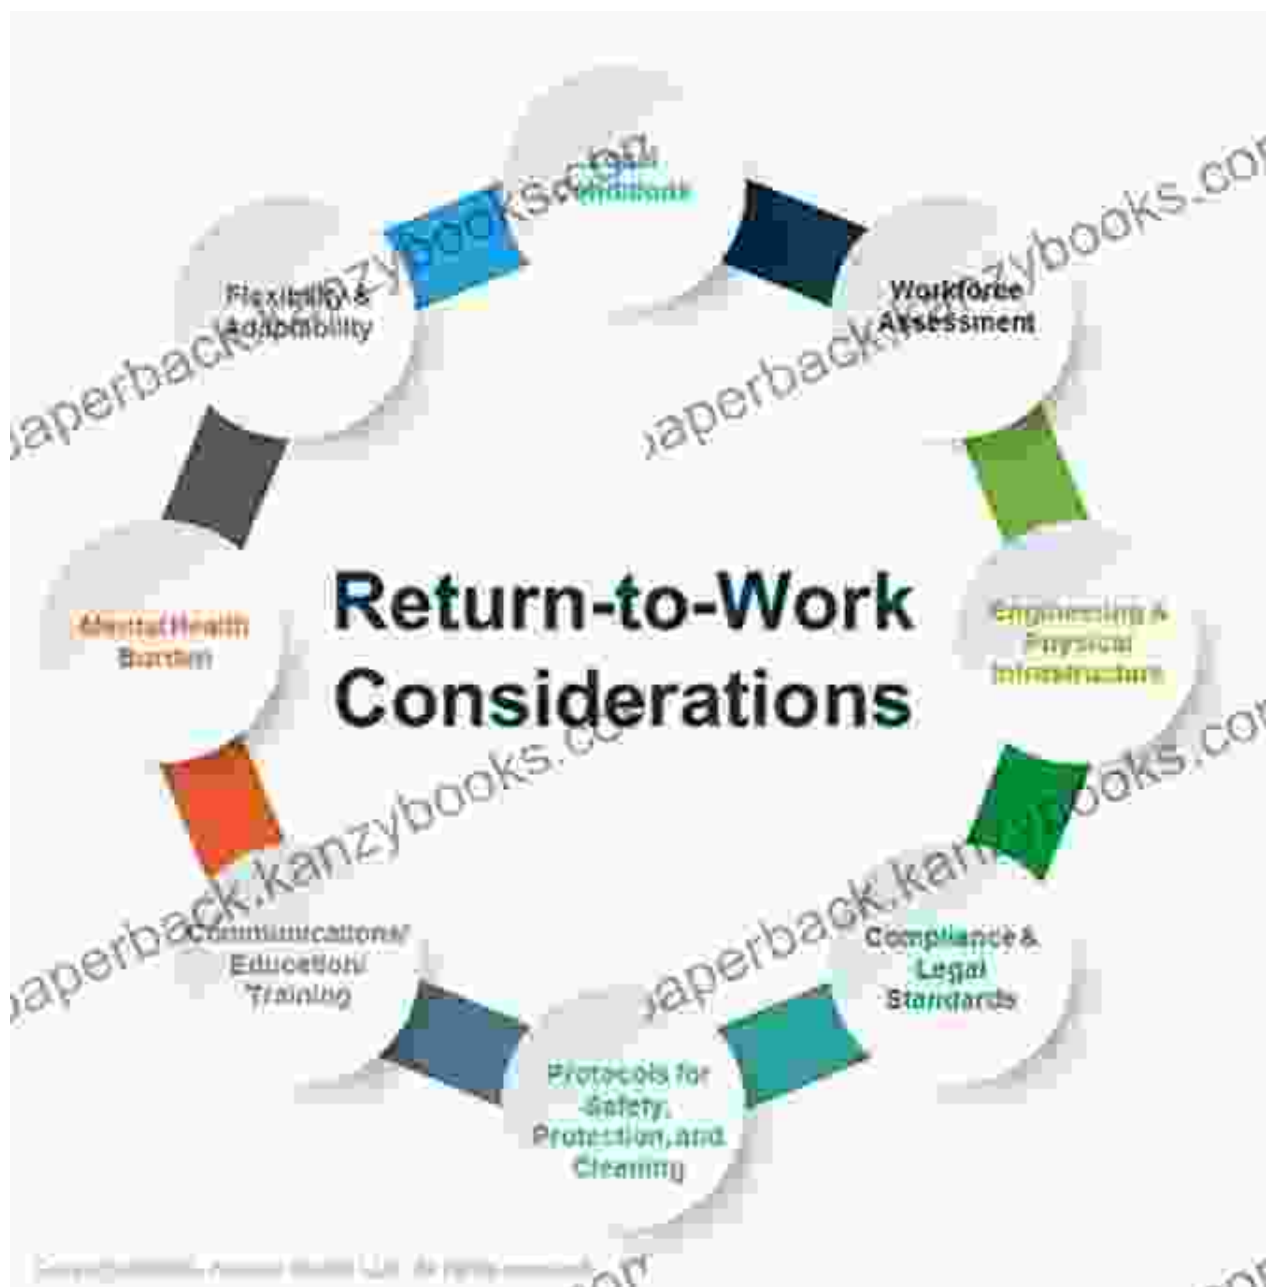 Workforce
Assessment
Engineering &
Physical
Infrastructure
Compliance &
Legal
Standards
Protocols for
Safety,
Protection, and
Cleaning
Communications/
Education/
Training
Mental Health
Burden
Flexibility &
Adaptability
Return-to-Work
Considerations
paperback.kanzybooks.com
paperback.kanzybooks.com
paperback.kanzybooks.com
paperback.kanzybooks.com